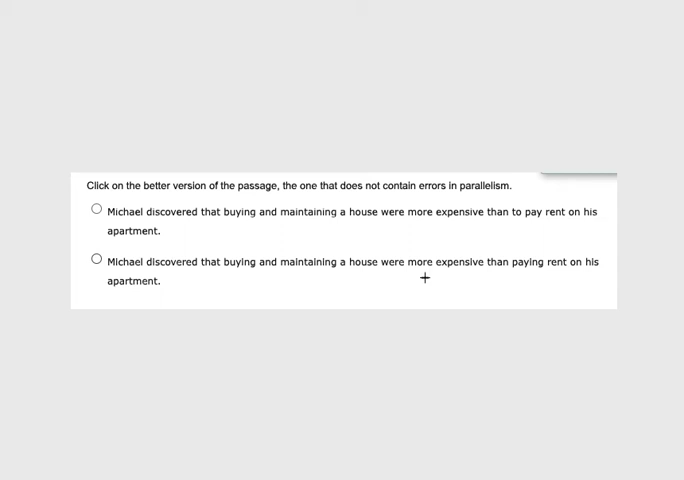 Click on the better version of the passage, the one that does not contain errors in parallelism.
Michael discovered that buying and maintaining a house were more expensive than to pay rent on his
apartment.
Michael discovered that buying and maintaining a house were more expensive than paying rent on his
apartment.